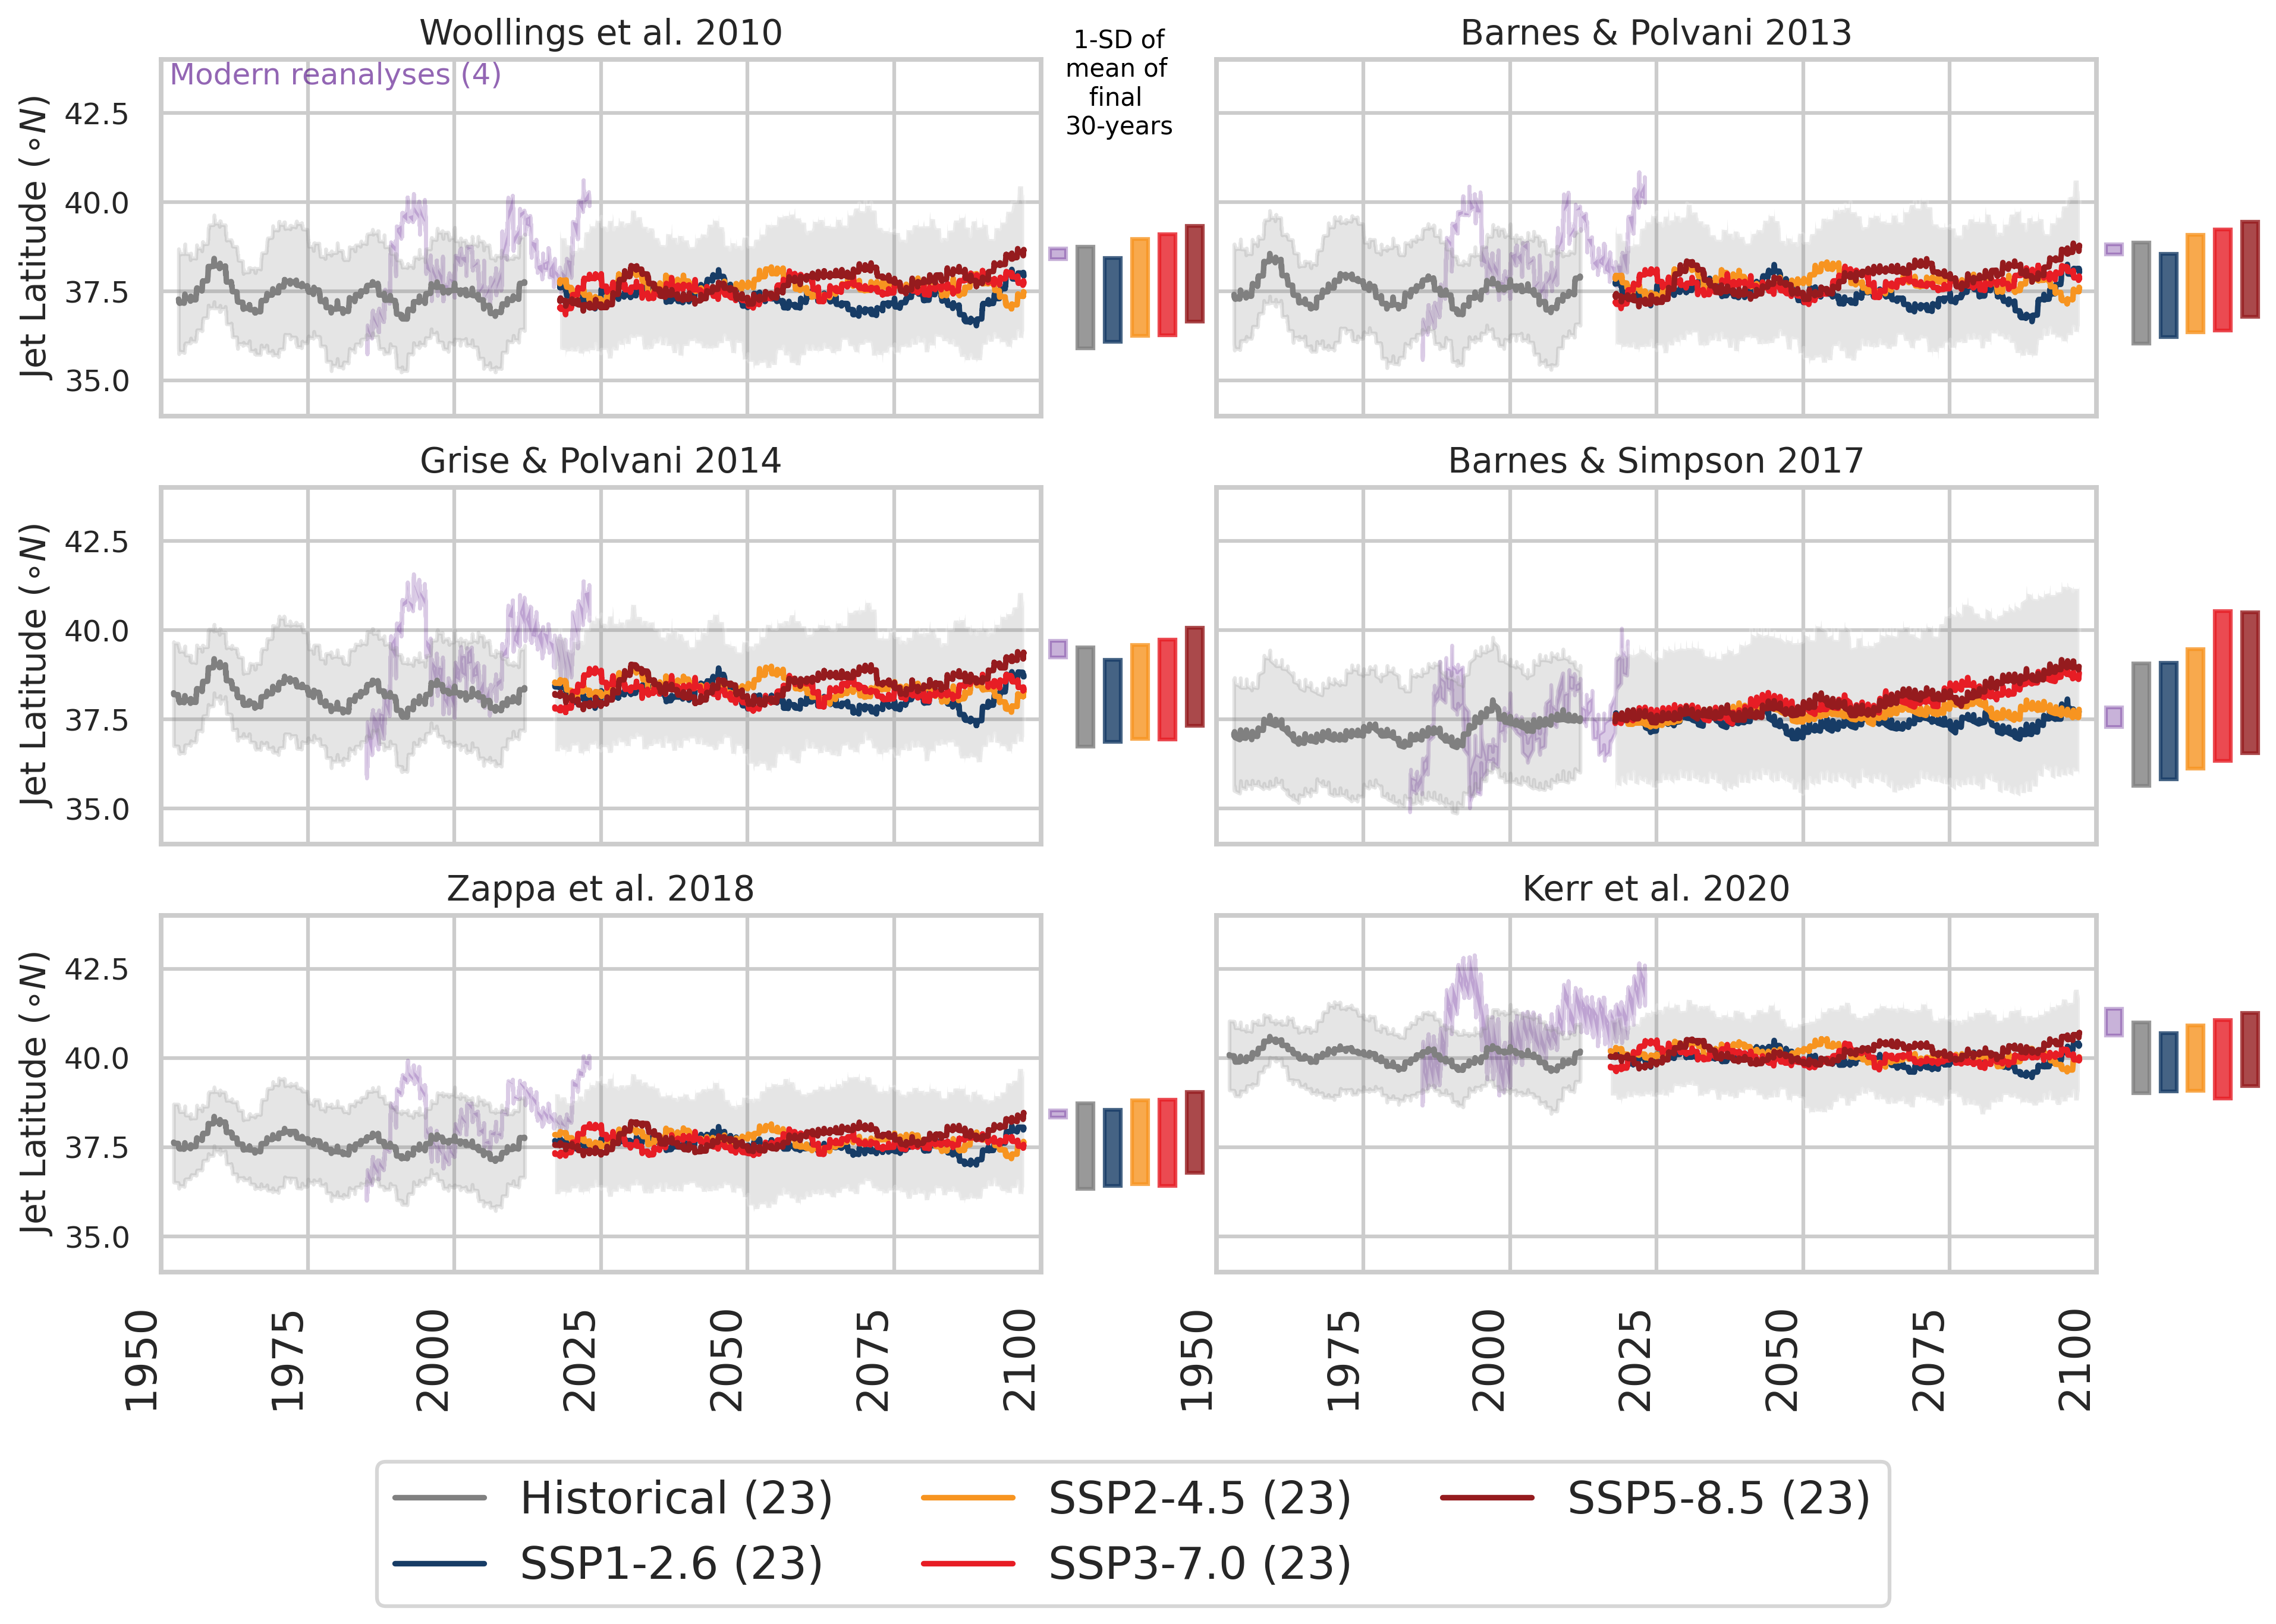 Woollings et al. 2010
Modern reanalyses (4)
Jet Latitude (∘N)
42.5
40.0
37.5
35.0
1-SD of
mean of
final
30-years
Barnes & Polvani 2013
Grise & Polvani 2014
Jet Latitude (∘N)
42.5
40.0
37.5
35.0
Barnes & Simpson 2017
Zappa et al. 2018
Jet Latitude (∘N)
42.5
40.0
37.5
35.0
Kerr et al. 2020
1950 1975 2000 2025 2050 2075 2100
1950 1975 2000 2025 2050 2075 2100
Historical (23)
SSP1-2.6 (23)
SSP2-4.5 (23)
SSP3-7.0 (23)
SSP5-8.5 (23)